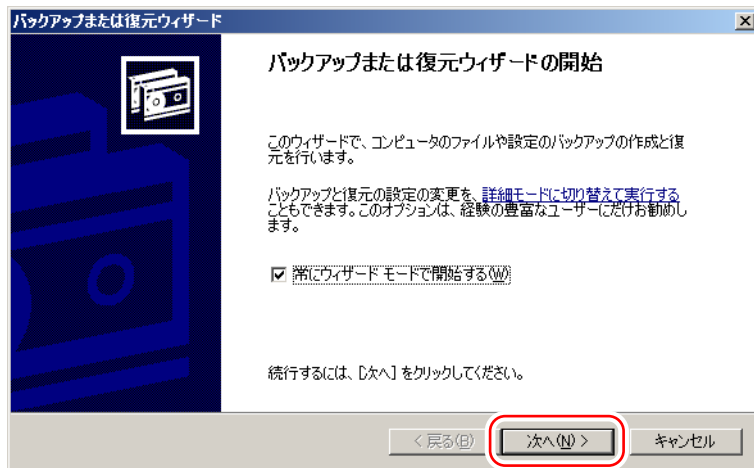 バックアップまたは復元ウィザード
バックアップまたは復元ウィザードの開始
このウィザードで、コンピュータのファイルや設定のバックアップの作成と復
元を行います。
バックアップと復元の設定の変更を、詳細モードに切り替えて実行する
こともできます。このオプションは、経験の豊富なユーザーにだけお勧めし
ます。
常にウィザード モードで開始する(W)
続行するには、[次へ] をクリックしてください。
< 戻る(B)
次へ(N) >
キャンセル